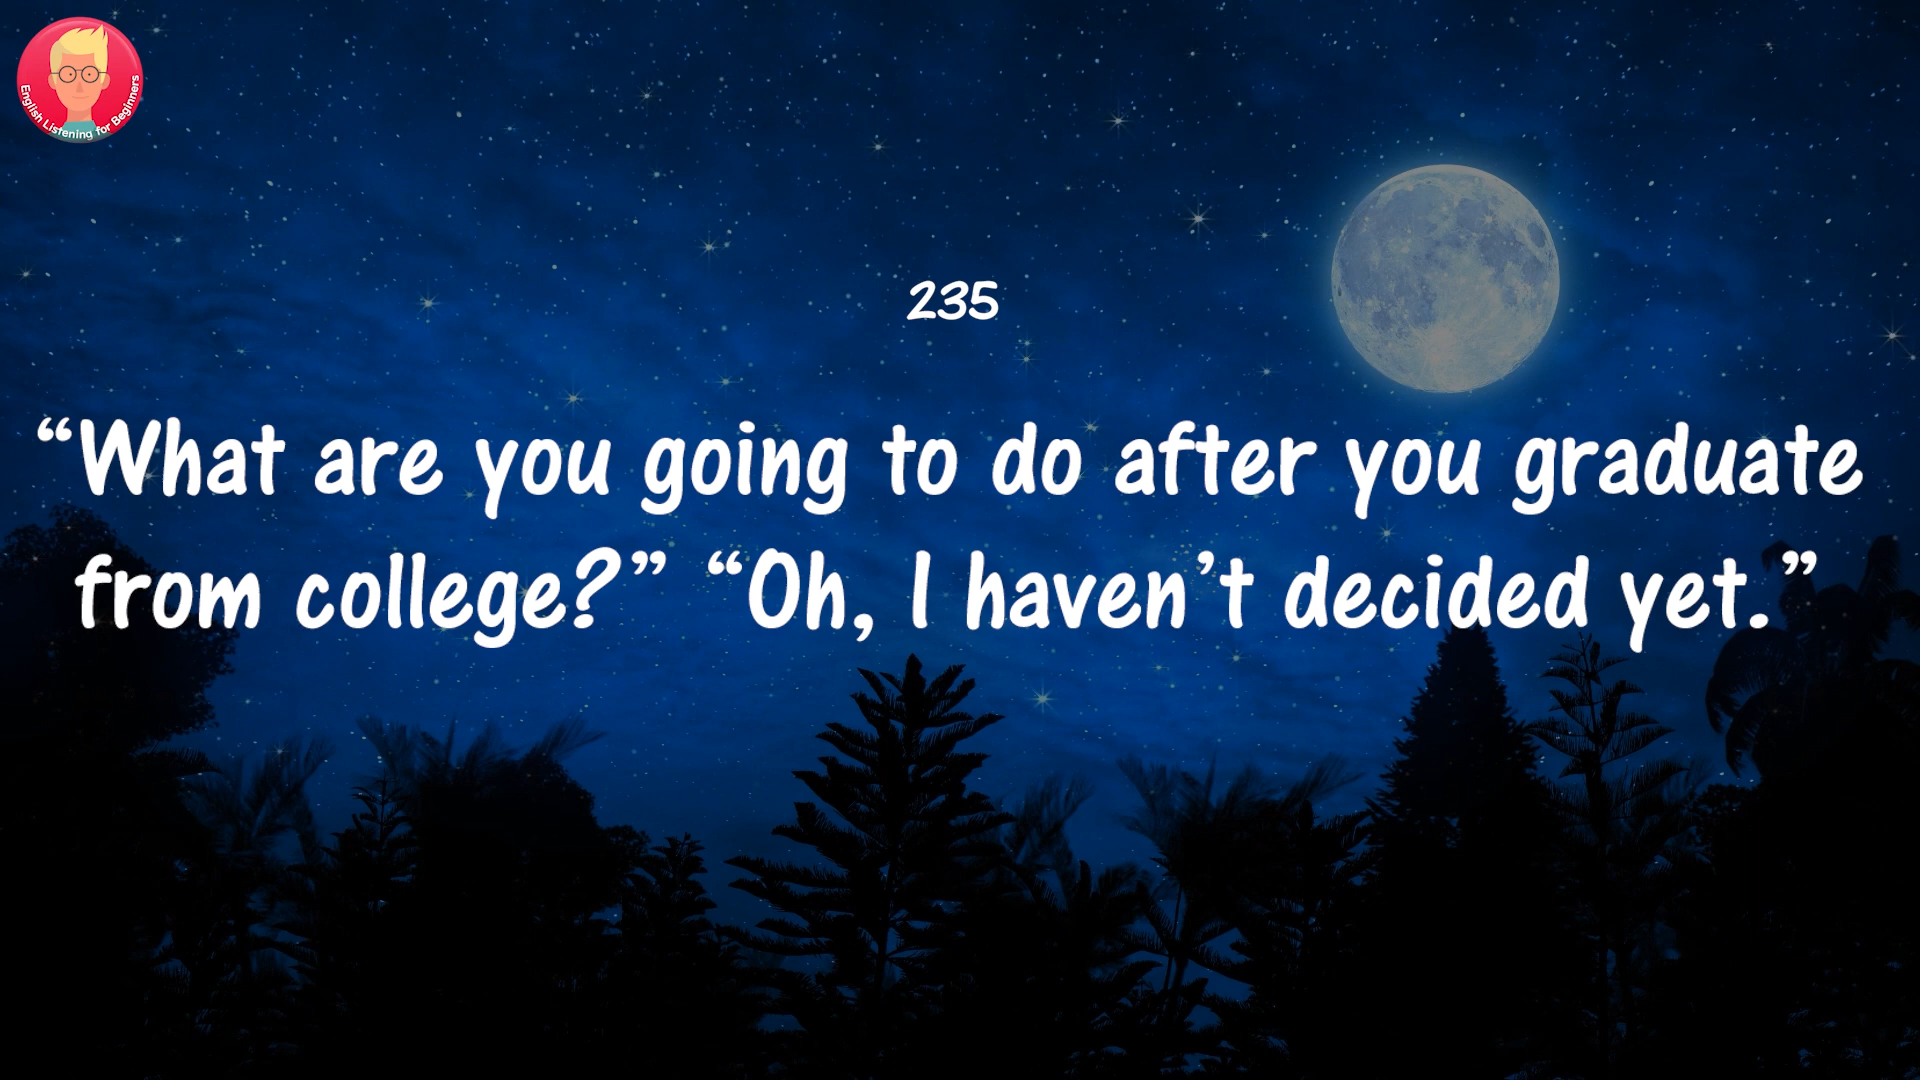 English Listening for Beginners
235
“What are you going to do after you graduate
from college?” “Oh, I haven’t decided yet.”